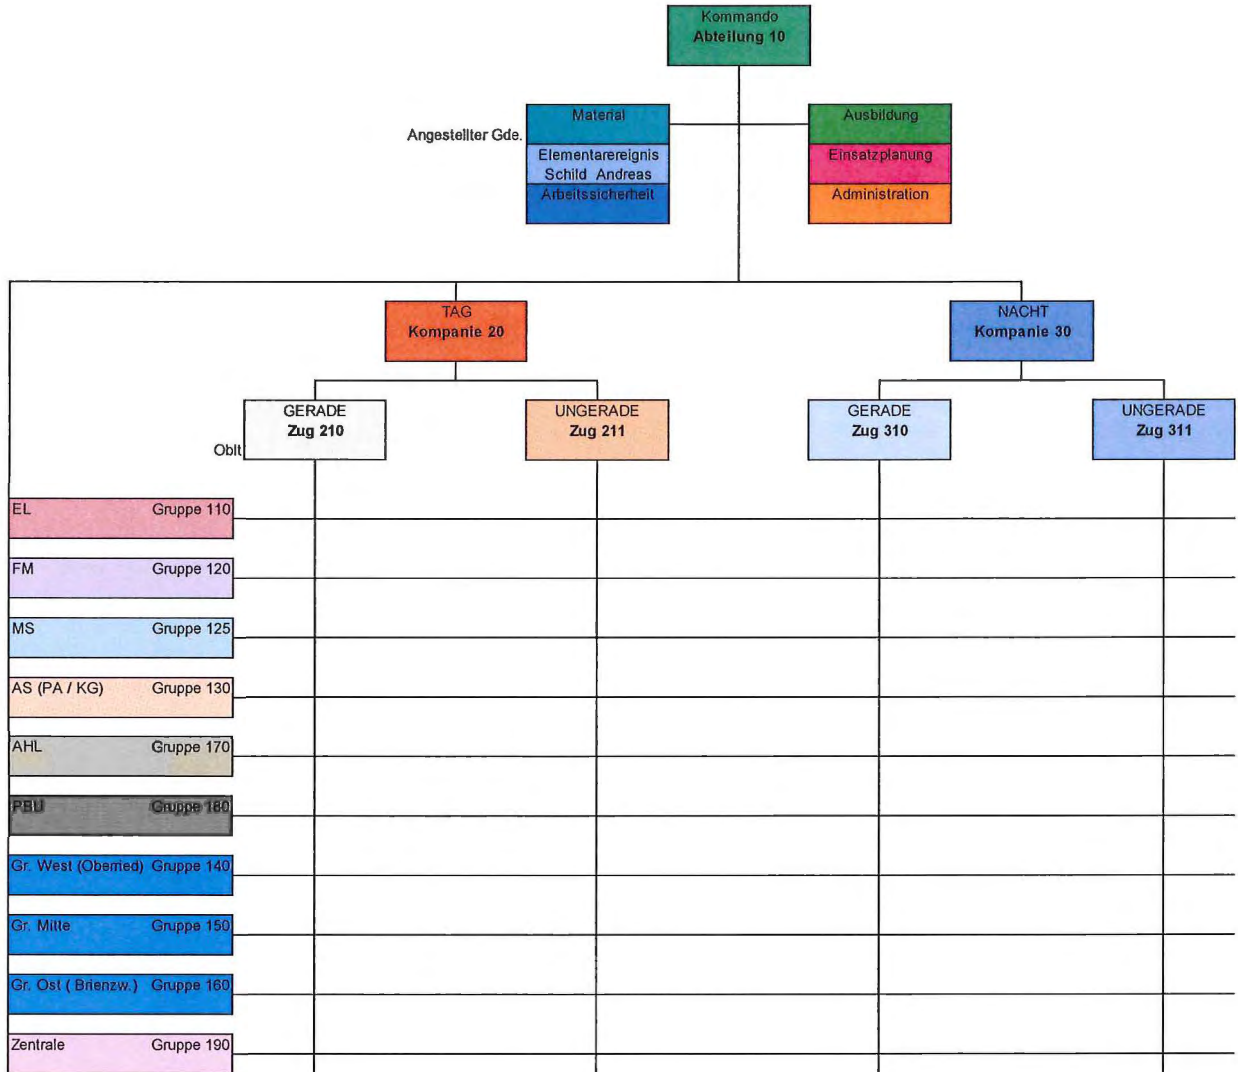 Kommando
Abteilung 10
Angestellter Gde.
Material
Elementarereignis
Schild Andreas
Arbeitssicherheit
Ausbildung
Einsatzplanung
Administration
TAG
Kompanie 20
NACHT
Kompanie 30
Oblt
GERADE
Zug 210
UNGERADE
Zug 211
GERADE
Zug 310
UNGERADE
Zug 311
EL Gruppe 110
FM Gruppe 120
MS Gruppe 125
AS (PA / KG) Gruppe 130
AHL Gruppe 170
PBU Gruppe 180
Gr. West (Oberried) Gruppe 140
Gr. Mitte Gruppe 150
Gr. Ost ( Brienzw.) Gruppe 160
Zentrale Gruppe 190